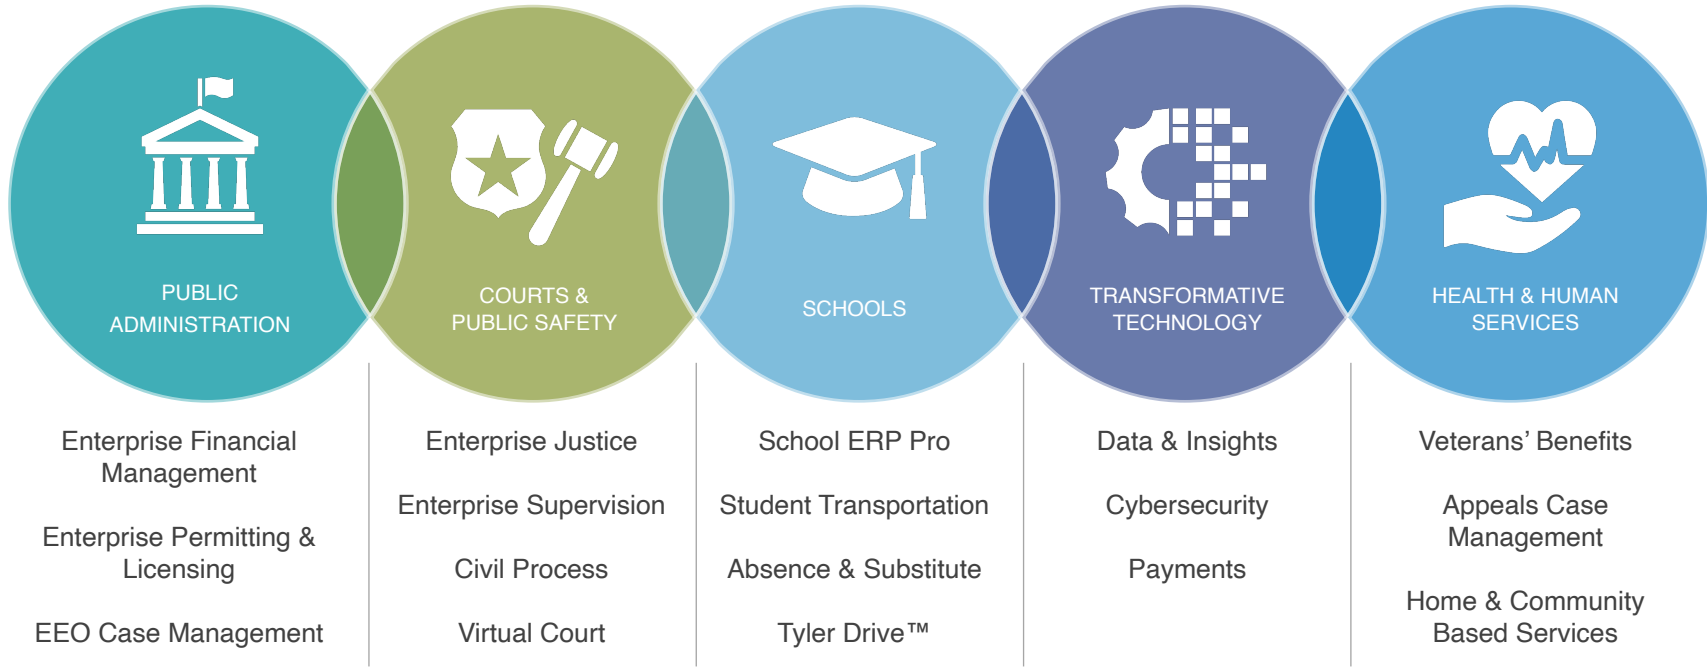 PUBLIC
ADMINISTRATION
COURTS &
PUBLIC SAFETY
SCHOOLS
TRANSFORMATIVE
TECHNOLOGY
HEALTH & HUMAN
SERVICES
Enterprise Financial
Management
Enterprise Permitting &
Licensing
EEO Case Management
Enterprise Justice
Enterprise Supervision
Civil Process
Virtual Court
School ERP Pro
Student Transportation
Absence & Substitute
Tyler Drive™
Data & Insights
Cybersecurity
Payments
Veterans’ Benefits
Appeals Case
Management
Home & Community
Based Services